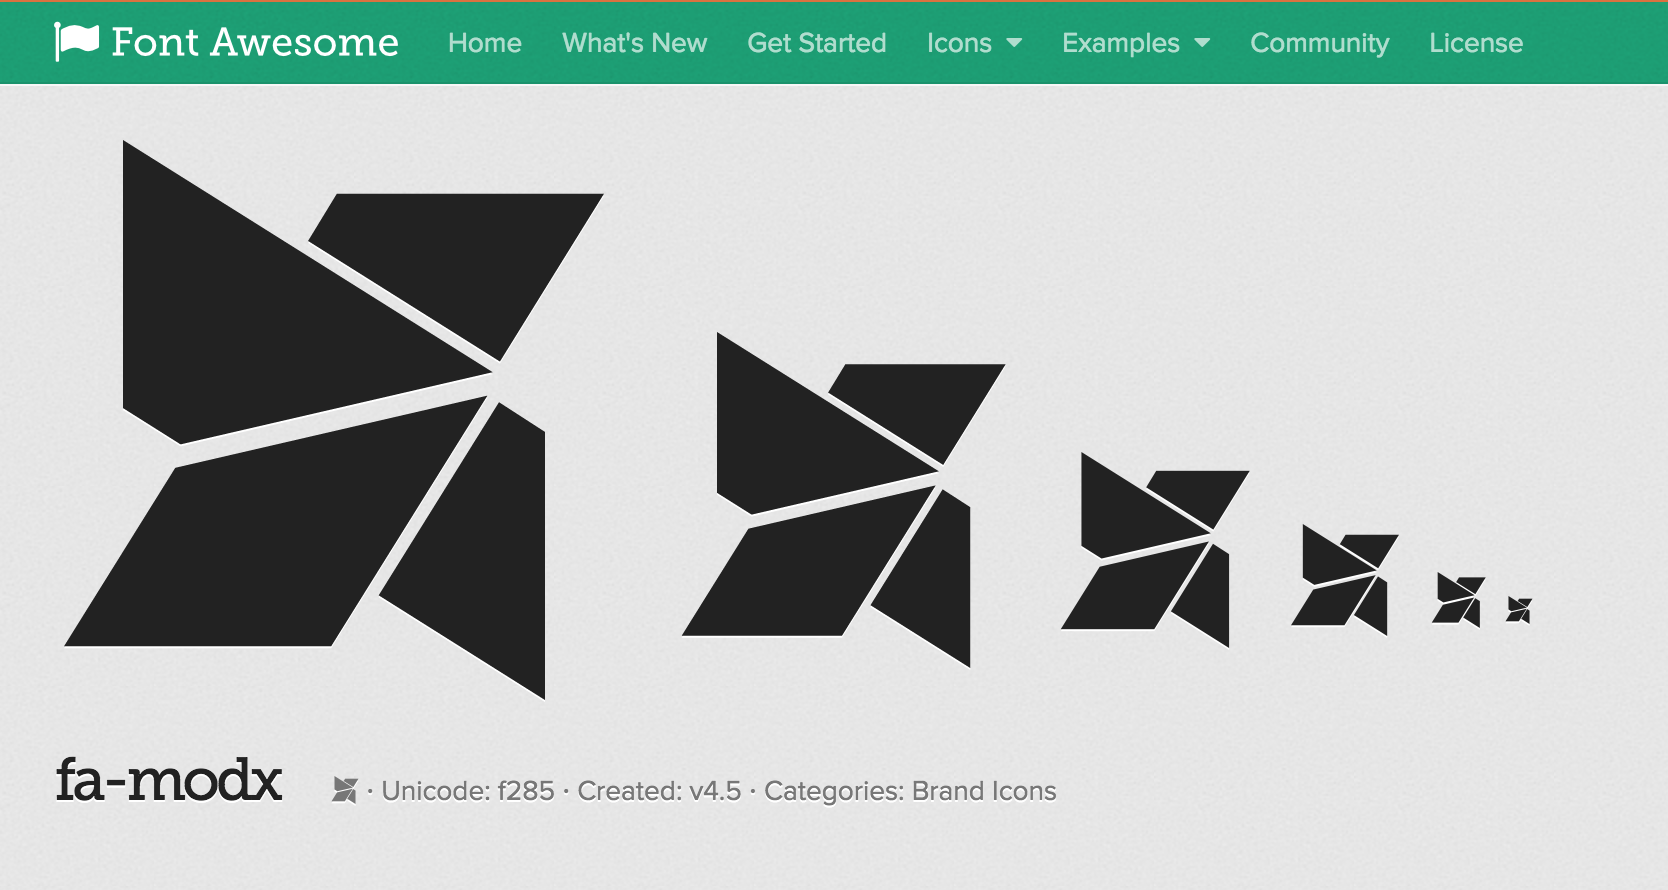 Font Awesome Home What's New Get Started Icons Examples Community License
fa-modx · Unicode: f285 · Created: v4.5 · Categories: Brand Icons